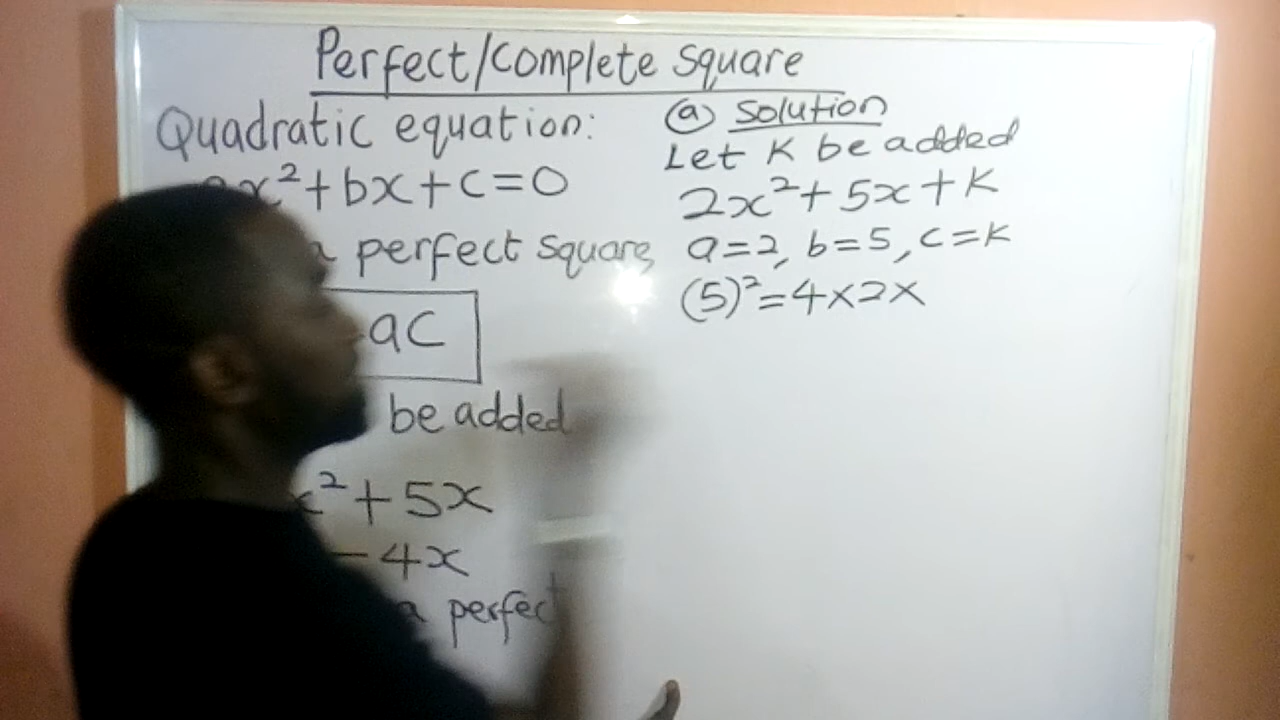 Perfect/Complete Square
Quadratic equation:
x²+bx+c=0
a perfect square,
ac
be added
x²+5x
-4x
a perfect
(a) Solution
Let K be added
2x²+5x+K
a=2, b=5, c=K
(5)²=4x2x